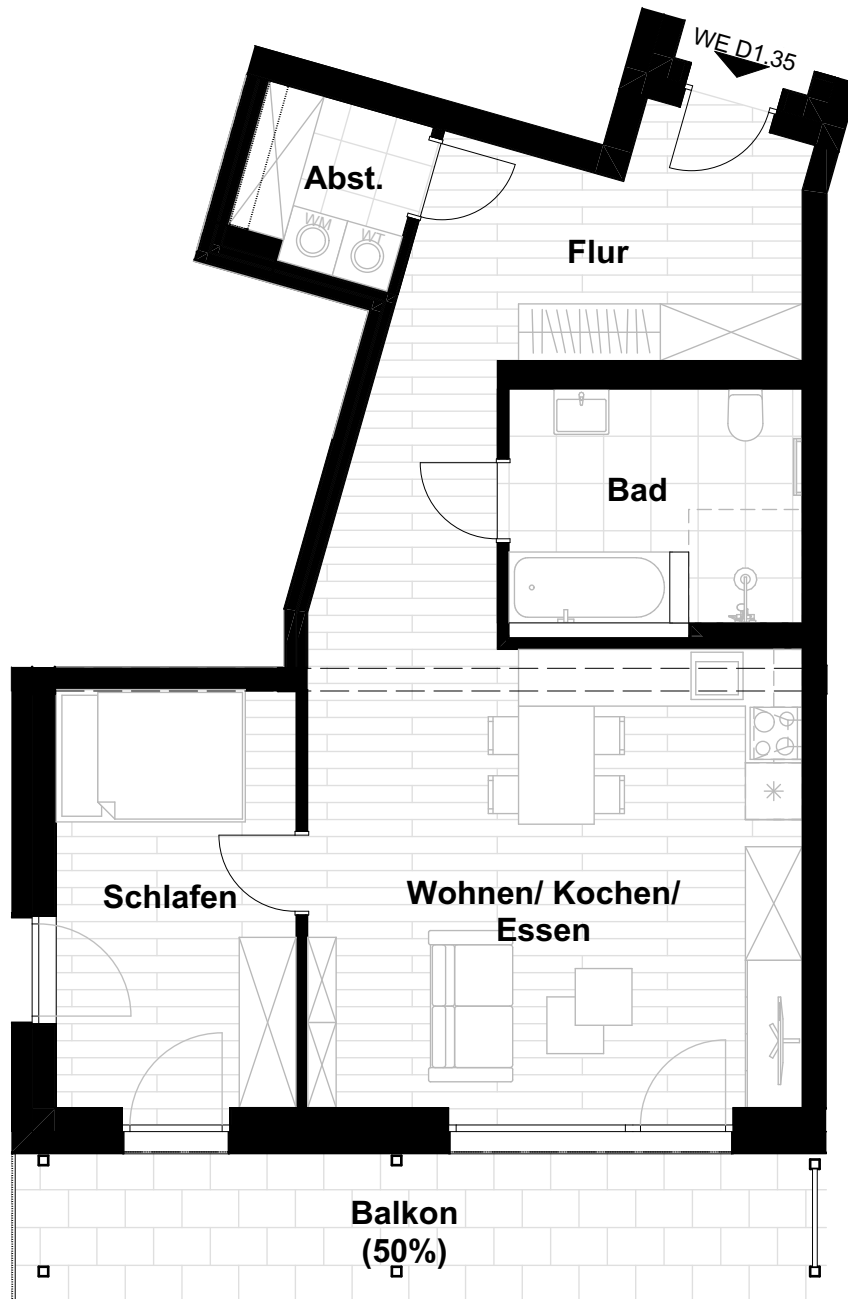 WE D1.35
Abst.
WM
WT
Flur
Bad
Schlafen
Wohnen/ Kochen/
Essen
Balkon
(50%)